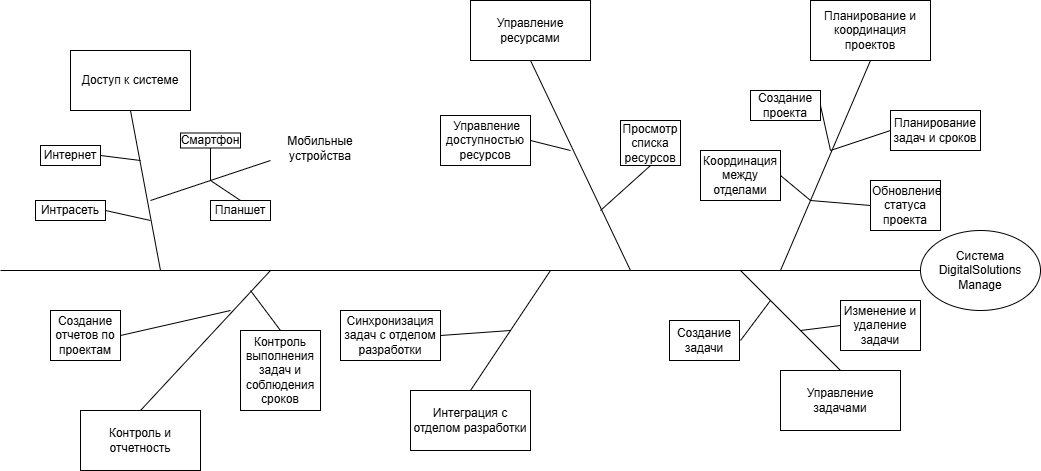 Управление
ресурсами
Планирование и
координация
проектов
Доступ к системе
Создание
проекта
Планирование
задач и сроков
Управление
доступностью
ресурсов
Просмотр
списка
ресурсов
Смартфон
Мобильные
устройства
Интернет
Координация
между
отделами
Обновление
статуса
проекта
Интрасеть
Планшет
Система
DigitalSolutions
Manage
Создание
отчетов по
проектам
Контроль
выполнения
задач и
соблюдения
сроков
Синхронизация
задач с отделом
разработки
Создание
задачи
Изменение и
удаление
задачи
Контроль и
отчетность
Интеграция с
отделом разработки
Управление
задачами